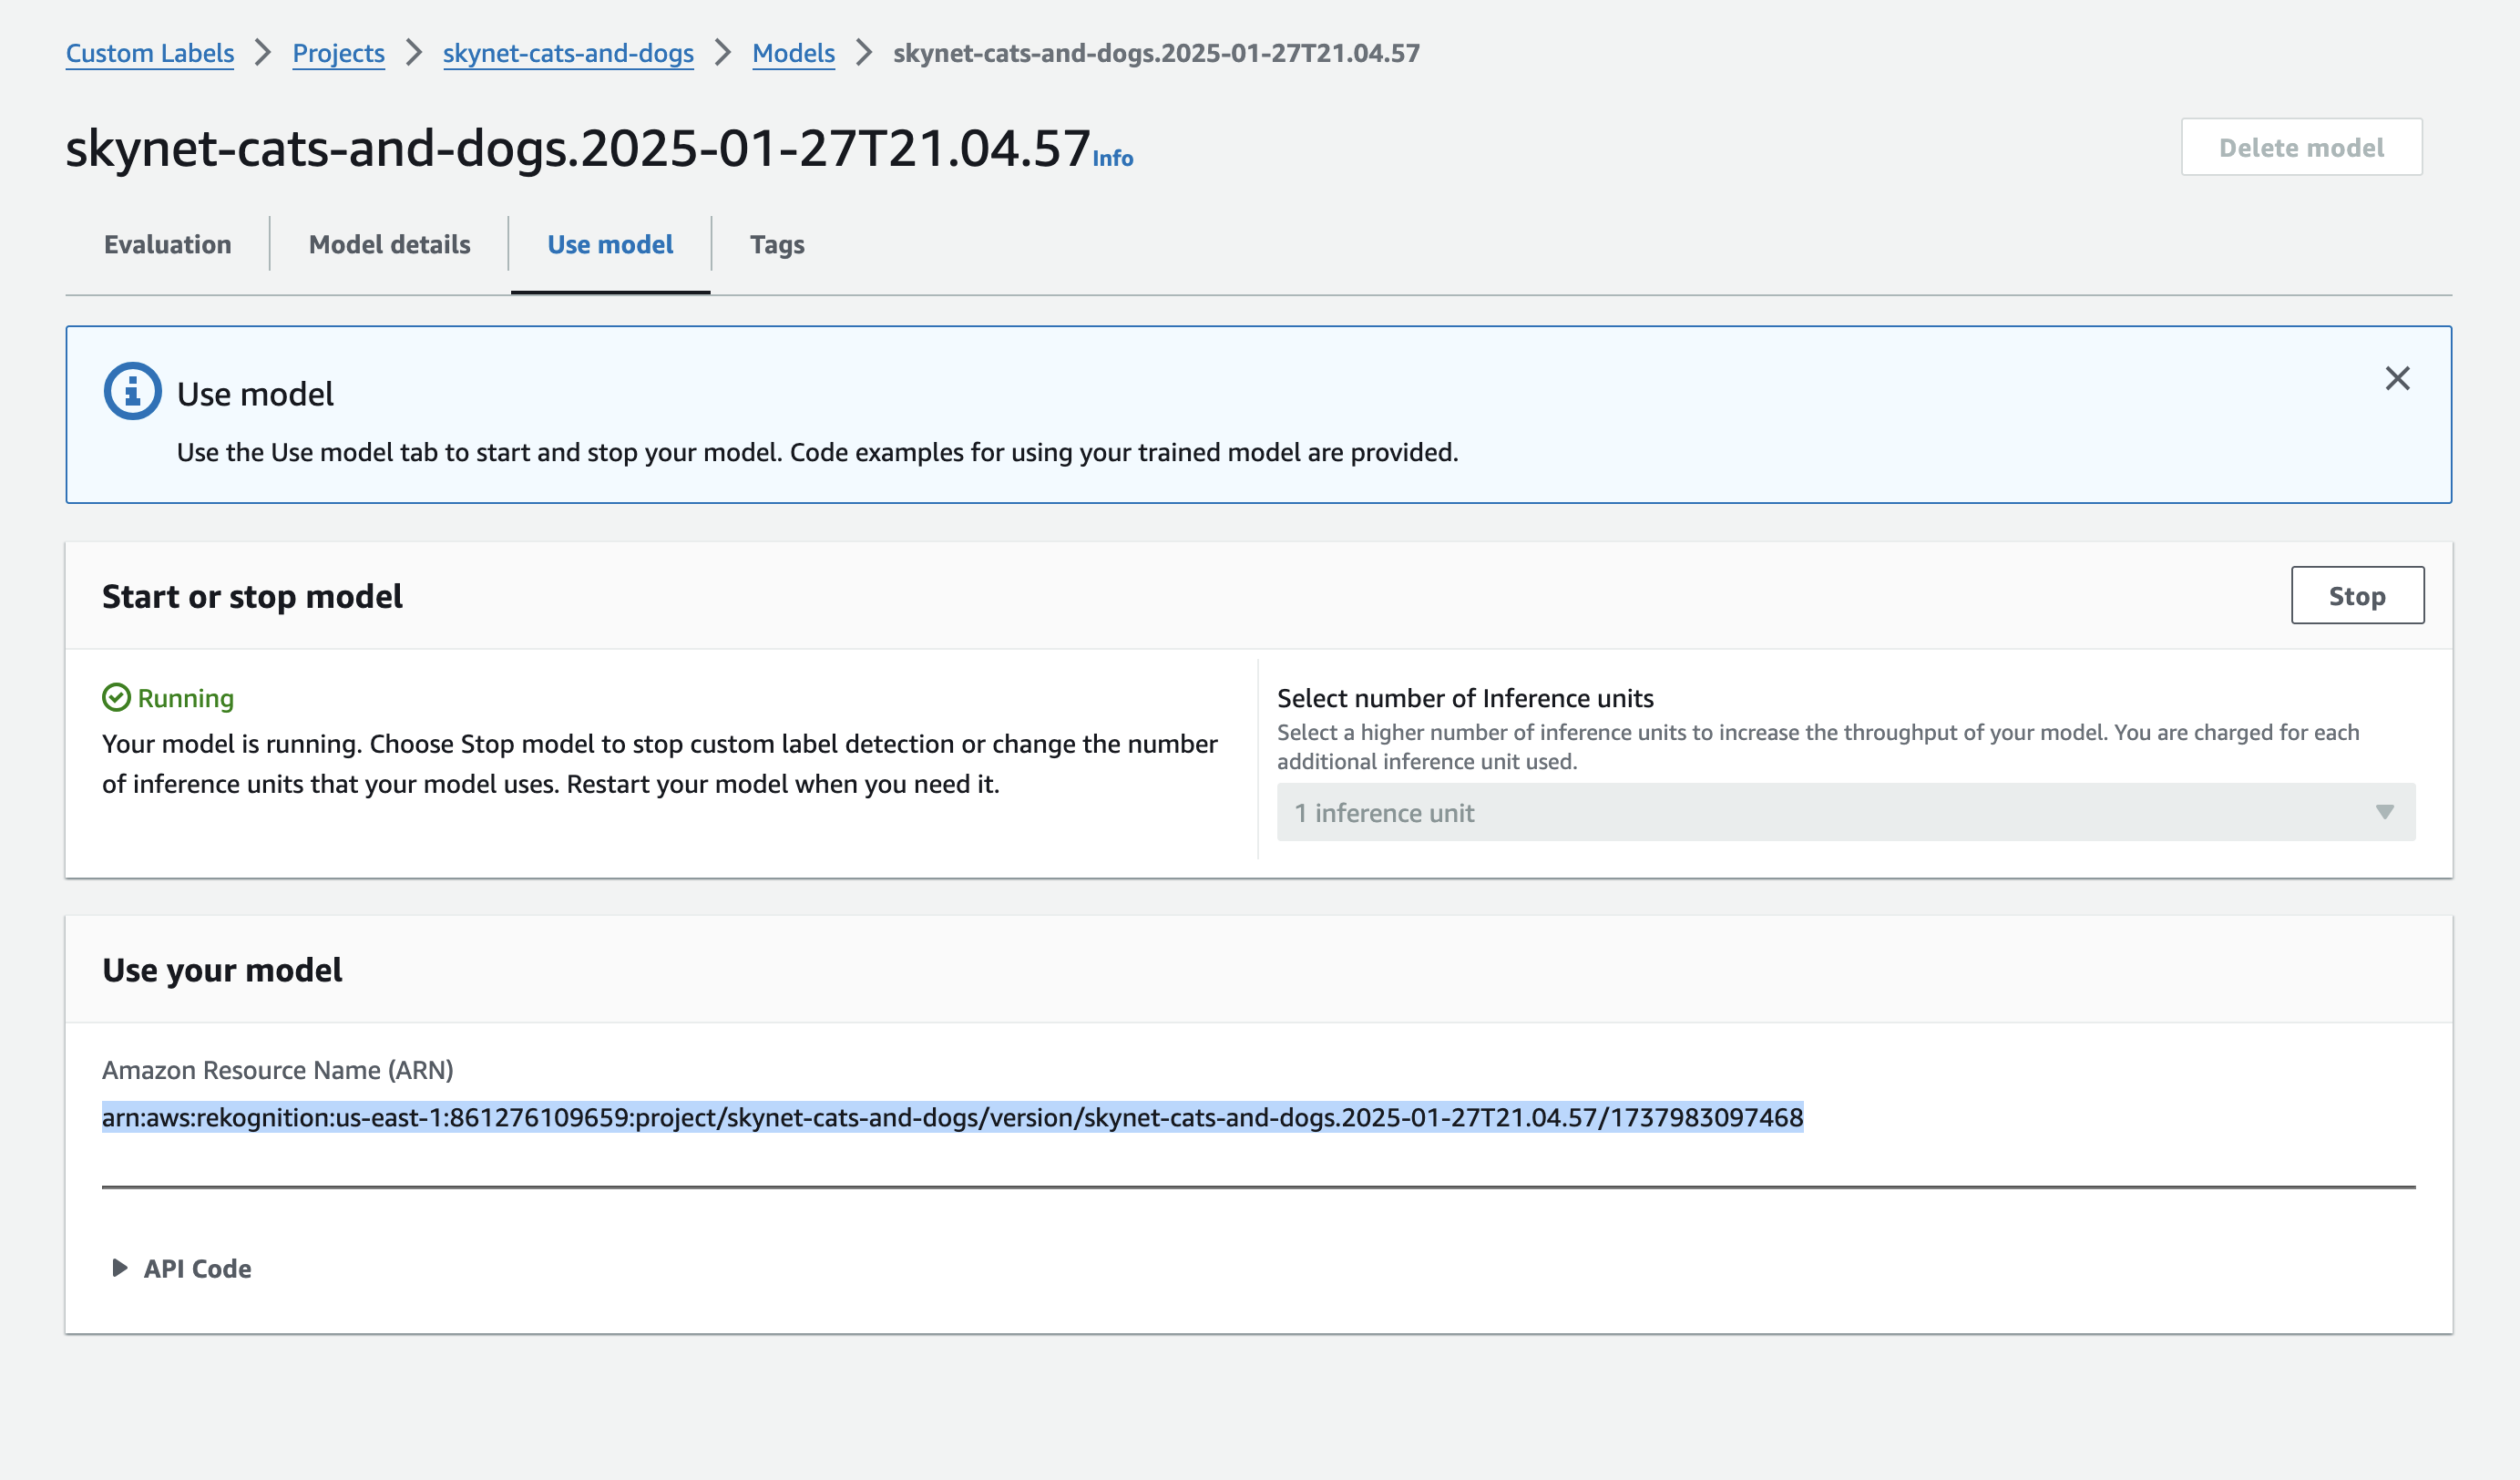 Custom Labels > Projects > skynet-cats-and-dogs > Models > skynet-cats-and-dogs.2025-01-27T21.04.57
skynet-cats-and-dogs.2025-01-27T21.04.57 Info
Delete model
Evaluation
Model details
Use model
Tags
Use model
Use the Use model tab to start and stop your model. Code examples for using your trained model are provided.
Start or stop model
Stop
Running
Your model is running. Choose Stop model to stop custom label detection or change the number
of inference units that your model uses. Restart your model when you need it.
Select number of Inference units
Select a higher number of inference units to increase the throughput of your model. You are charged for each
additional inference unit used.
1 inference unit
Use your model
Amazon Resource Name (ARN)
arn:aws:rekognition:us-east-1:861276109659:project/skynet-cats-and-dogs/version/skynet-cats-and-dogs.2025-01-27T21.04.57/1737983097468
API Code